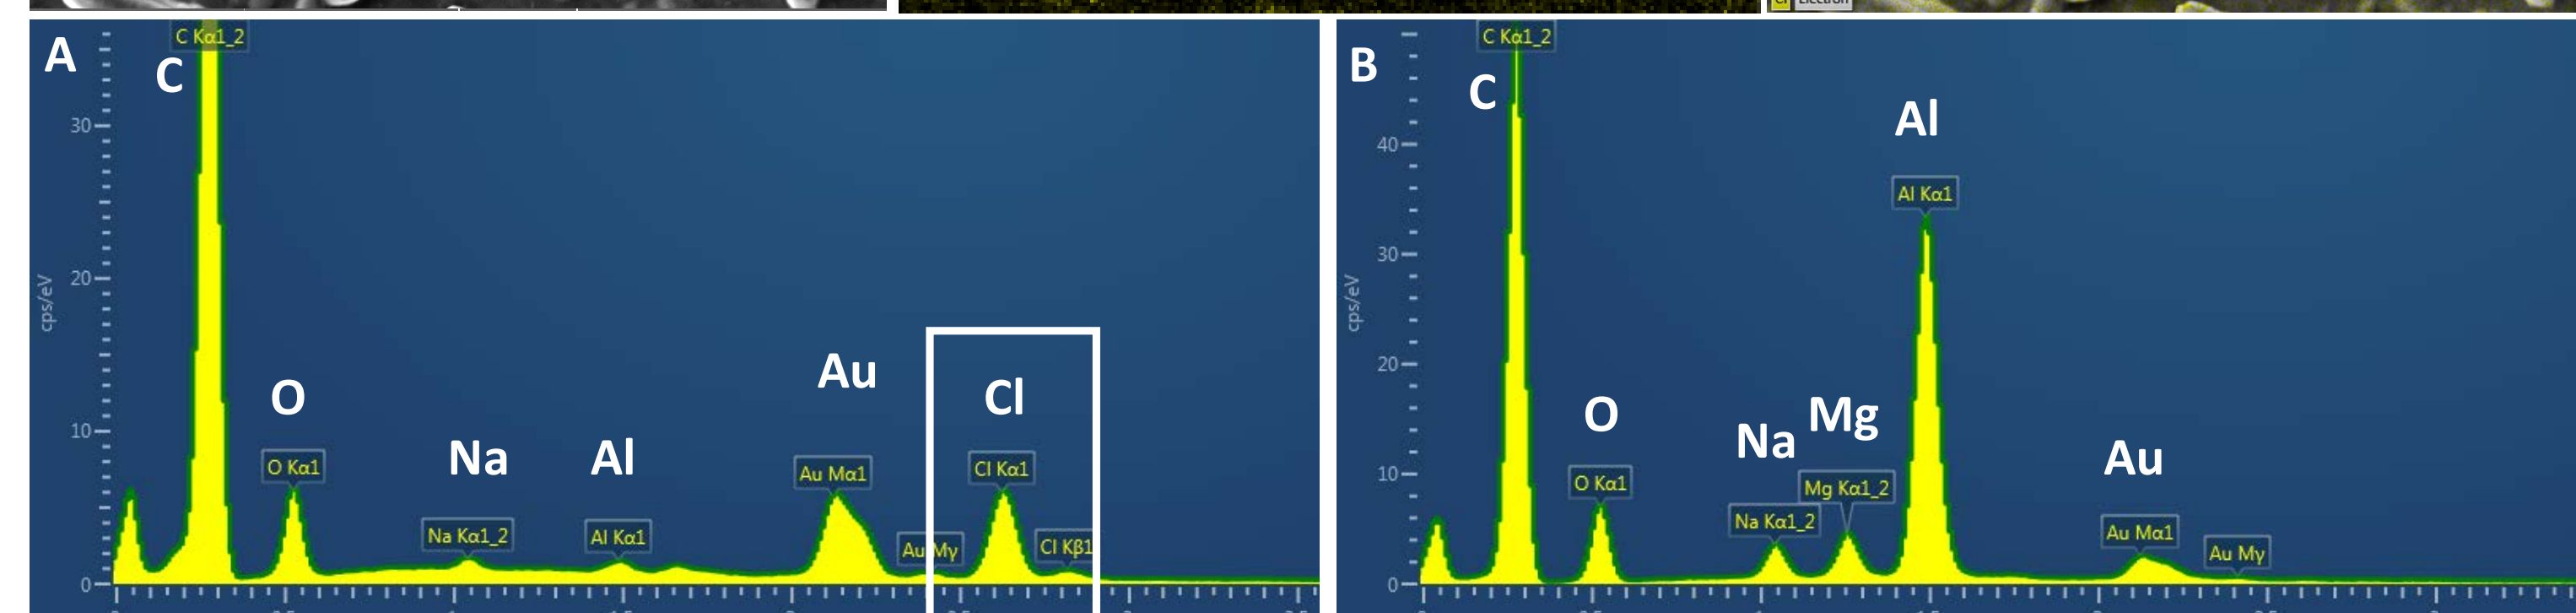 Cl Electron
A
C Kα1_2
C
30
20
10
0
cps/eV
O
O Kα1
Na
Na Kα1_2
Al
Al Kα1
Au
Au Mα1
Au Mγ
Cl
Cl Kα1
Cl Kβ1
B
C Kα1_2
C
40
30
20
10
0
cps/eV
O
O Kα1
Na
Na Kα1_2
Mg
Mg Kα1_2
Al
Al Kα1
Au
Au Mα1
Au Mγ